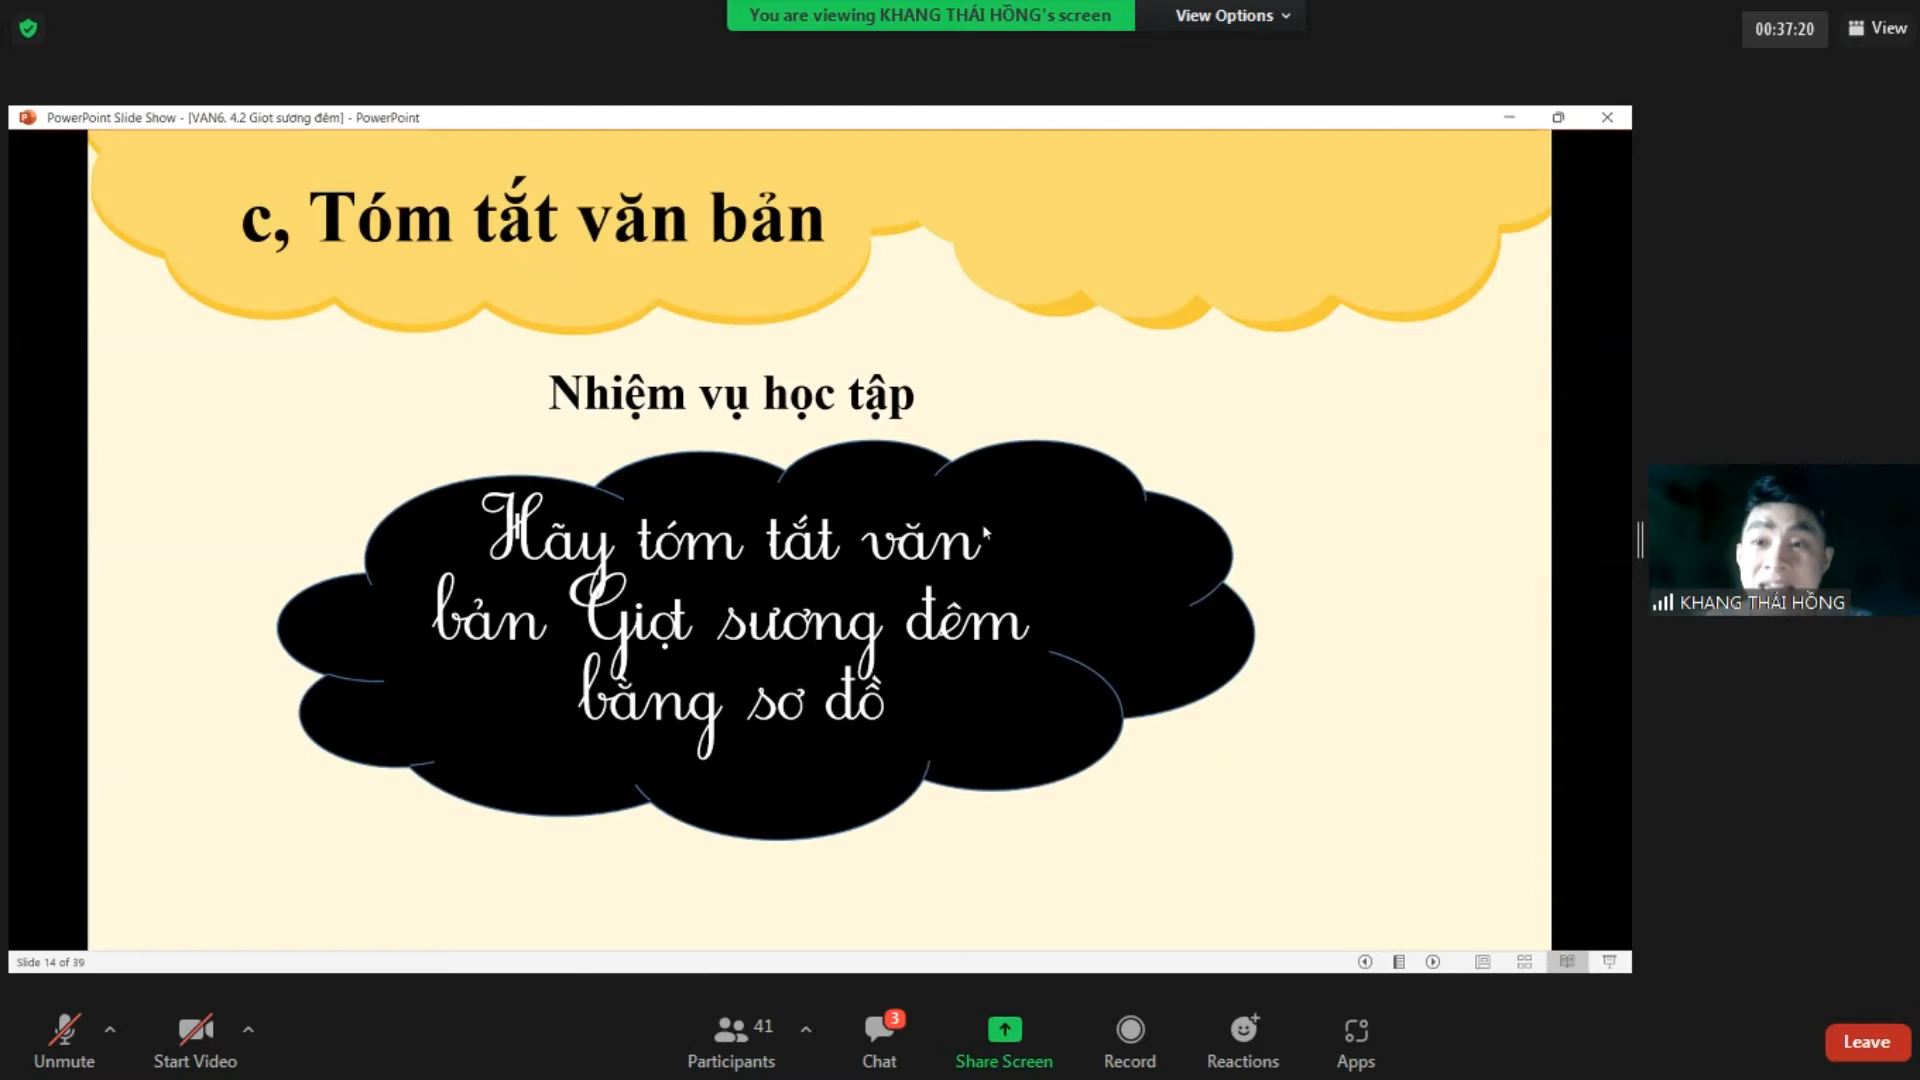 You are viewing KHANG THÁI HỒNG's screen
View Options
00:37:20
View
PowerPoint Slide Show - [VAN6. 4.2 Giọt sương đêm] - PowerPoint
c, Tóm tắt văn bản
Nhiệm vụ học tập
Hãy tóm tắt văn
bản Giọt sương đêm
bằng sơ đồ
KHANG THÁI HỒNG
Slide 14 of 39
41
3
Unmute
Start Video
Participants
Chat
Share Screen
Record
Reactions
Apps
Leave